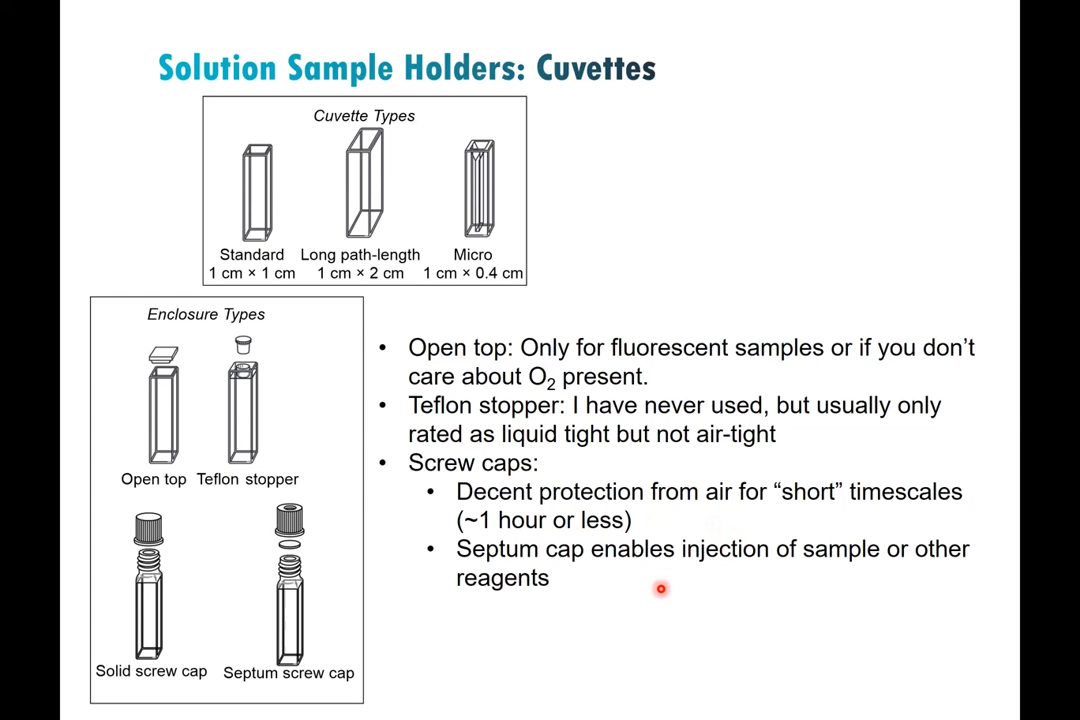 Solution Sample Holders: Cuvettes
Cuvette Types
Standard
1 cm × 1 cm
Long path-length
1 cm × 2 cm
Micro
1 cm × 0.4 cm
Enclosure Types
Open top
Teflon stopper
Solid screw cap
Septum screw cap
• Open top: Only for fluorescent samples or if you don’t
care about O₂ present.
• Teflon stopper: I have never used, but usually only
rated as liquid tight but not air-tight
• Screw caps:
• Decent protection from air for “short” timescales
(~1 hour or less)
• Septum cap enables injection of sample or other
reagents